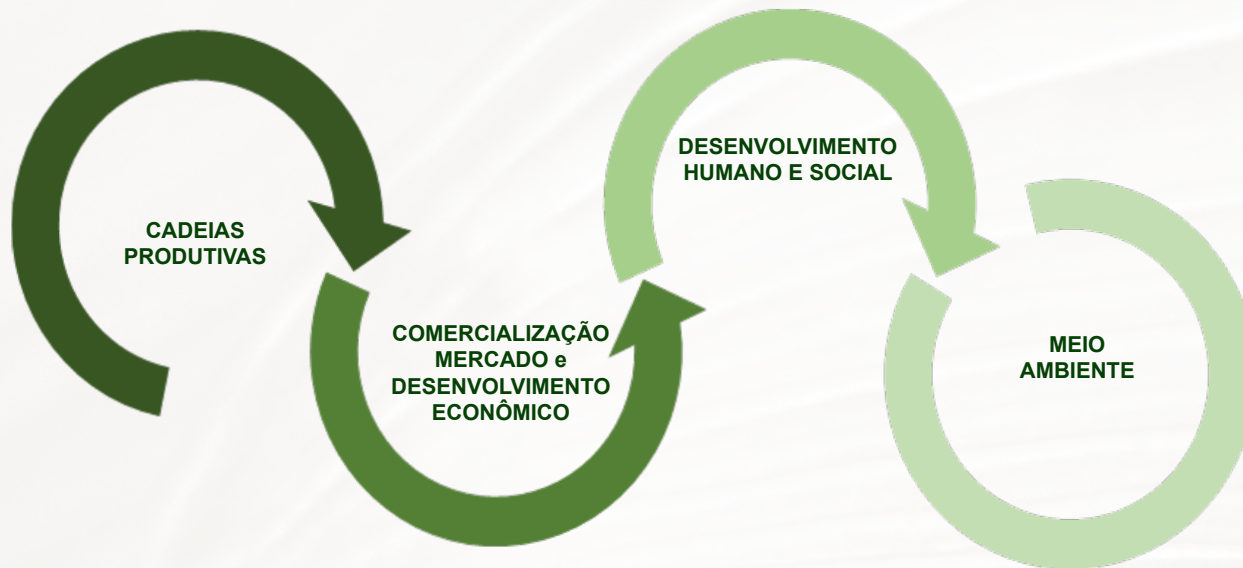 CADEIAS
PRODUTIVAS
COMERCIALIZAÇÃO
MERCADO e
DESENVOLVIMENTO
ECONÔMICO
DESENVOLVIMENTO
HUMANO E SOCIAL
MEIO
AMBIENTE